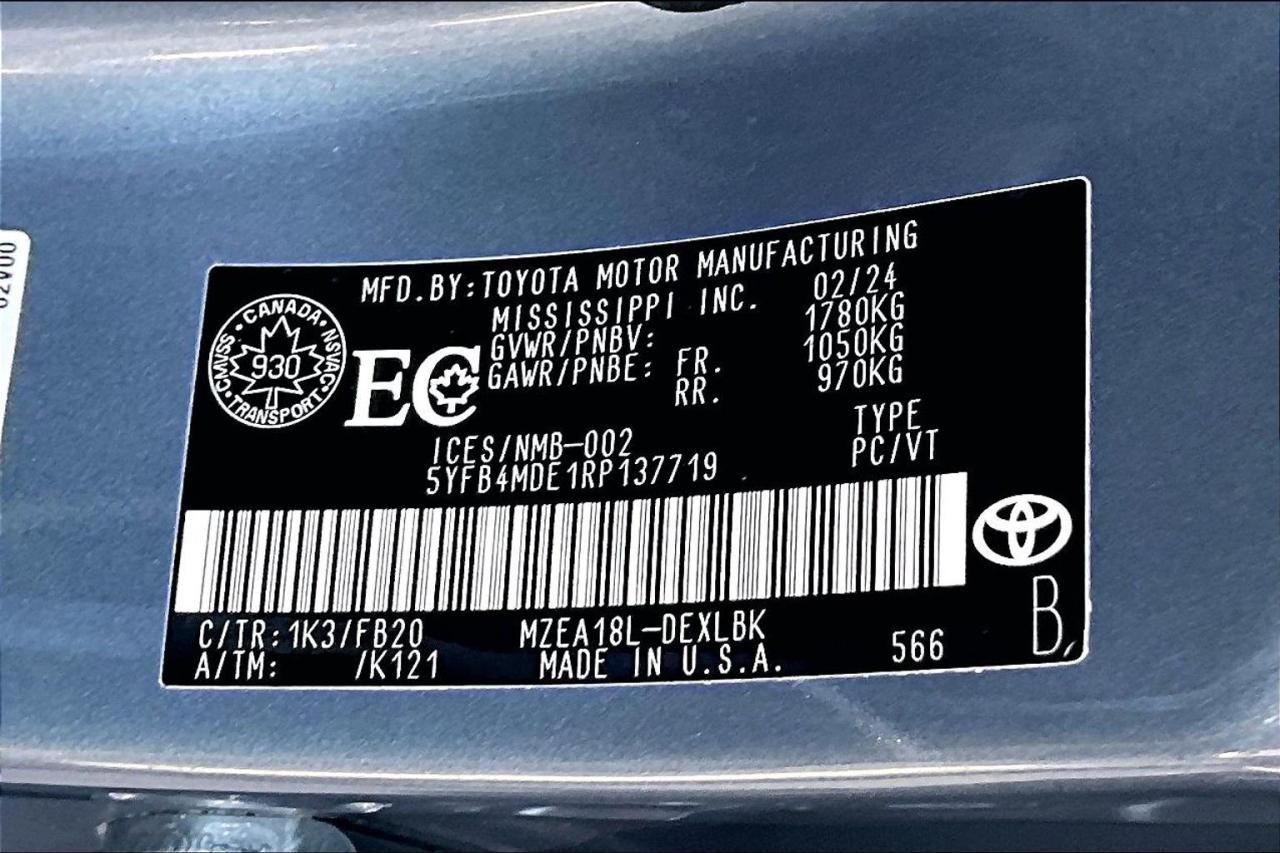 MFD.BY:TOYOTA MOTOR MANUFACTURING
MISSISSIPPI INC. 02/24
GVWR/PNBV: 1780KG
GAWR/PNBE: FR. 1050KG
RR. 970KG
CANADA
CMVSS NSVAC
930
TRANSPORT
EC
ICES/NMB-002
TYPE
5YFB4MDE1RP137719
PC/VT
C/TR:1K3/FB20 MZEA18L-DEXLBK
A/TM: /K121 MADE IN U.S.A. 566
B